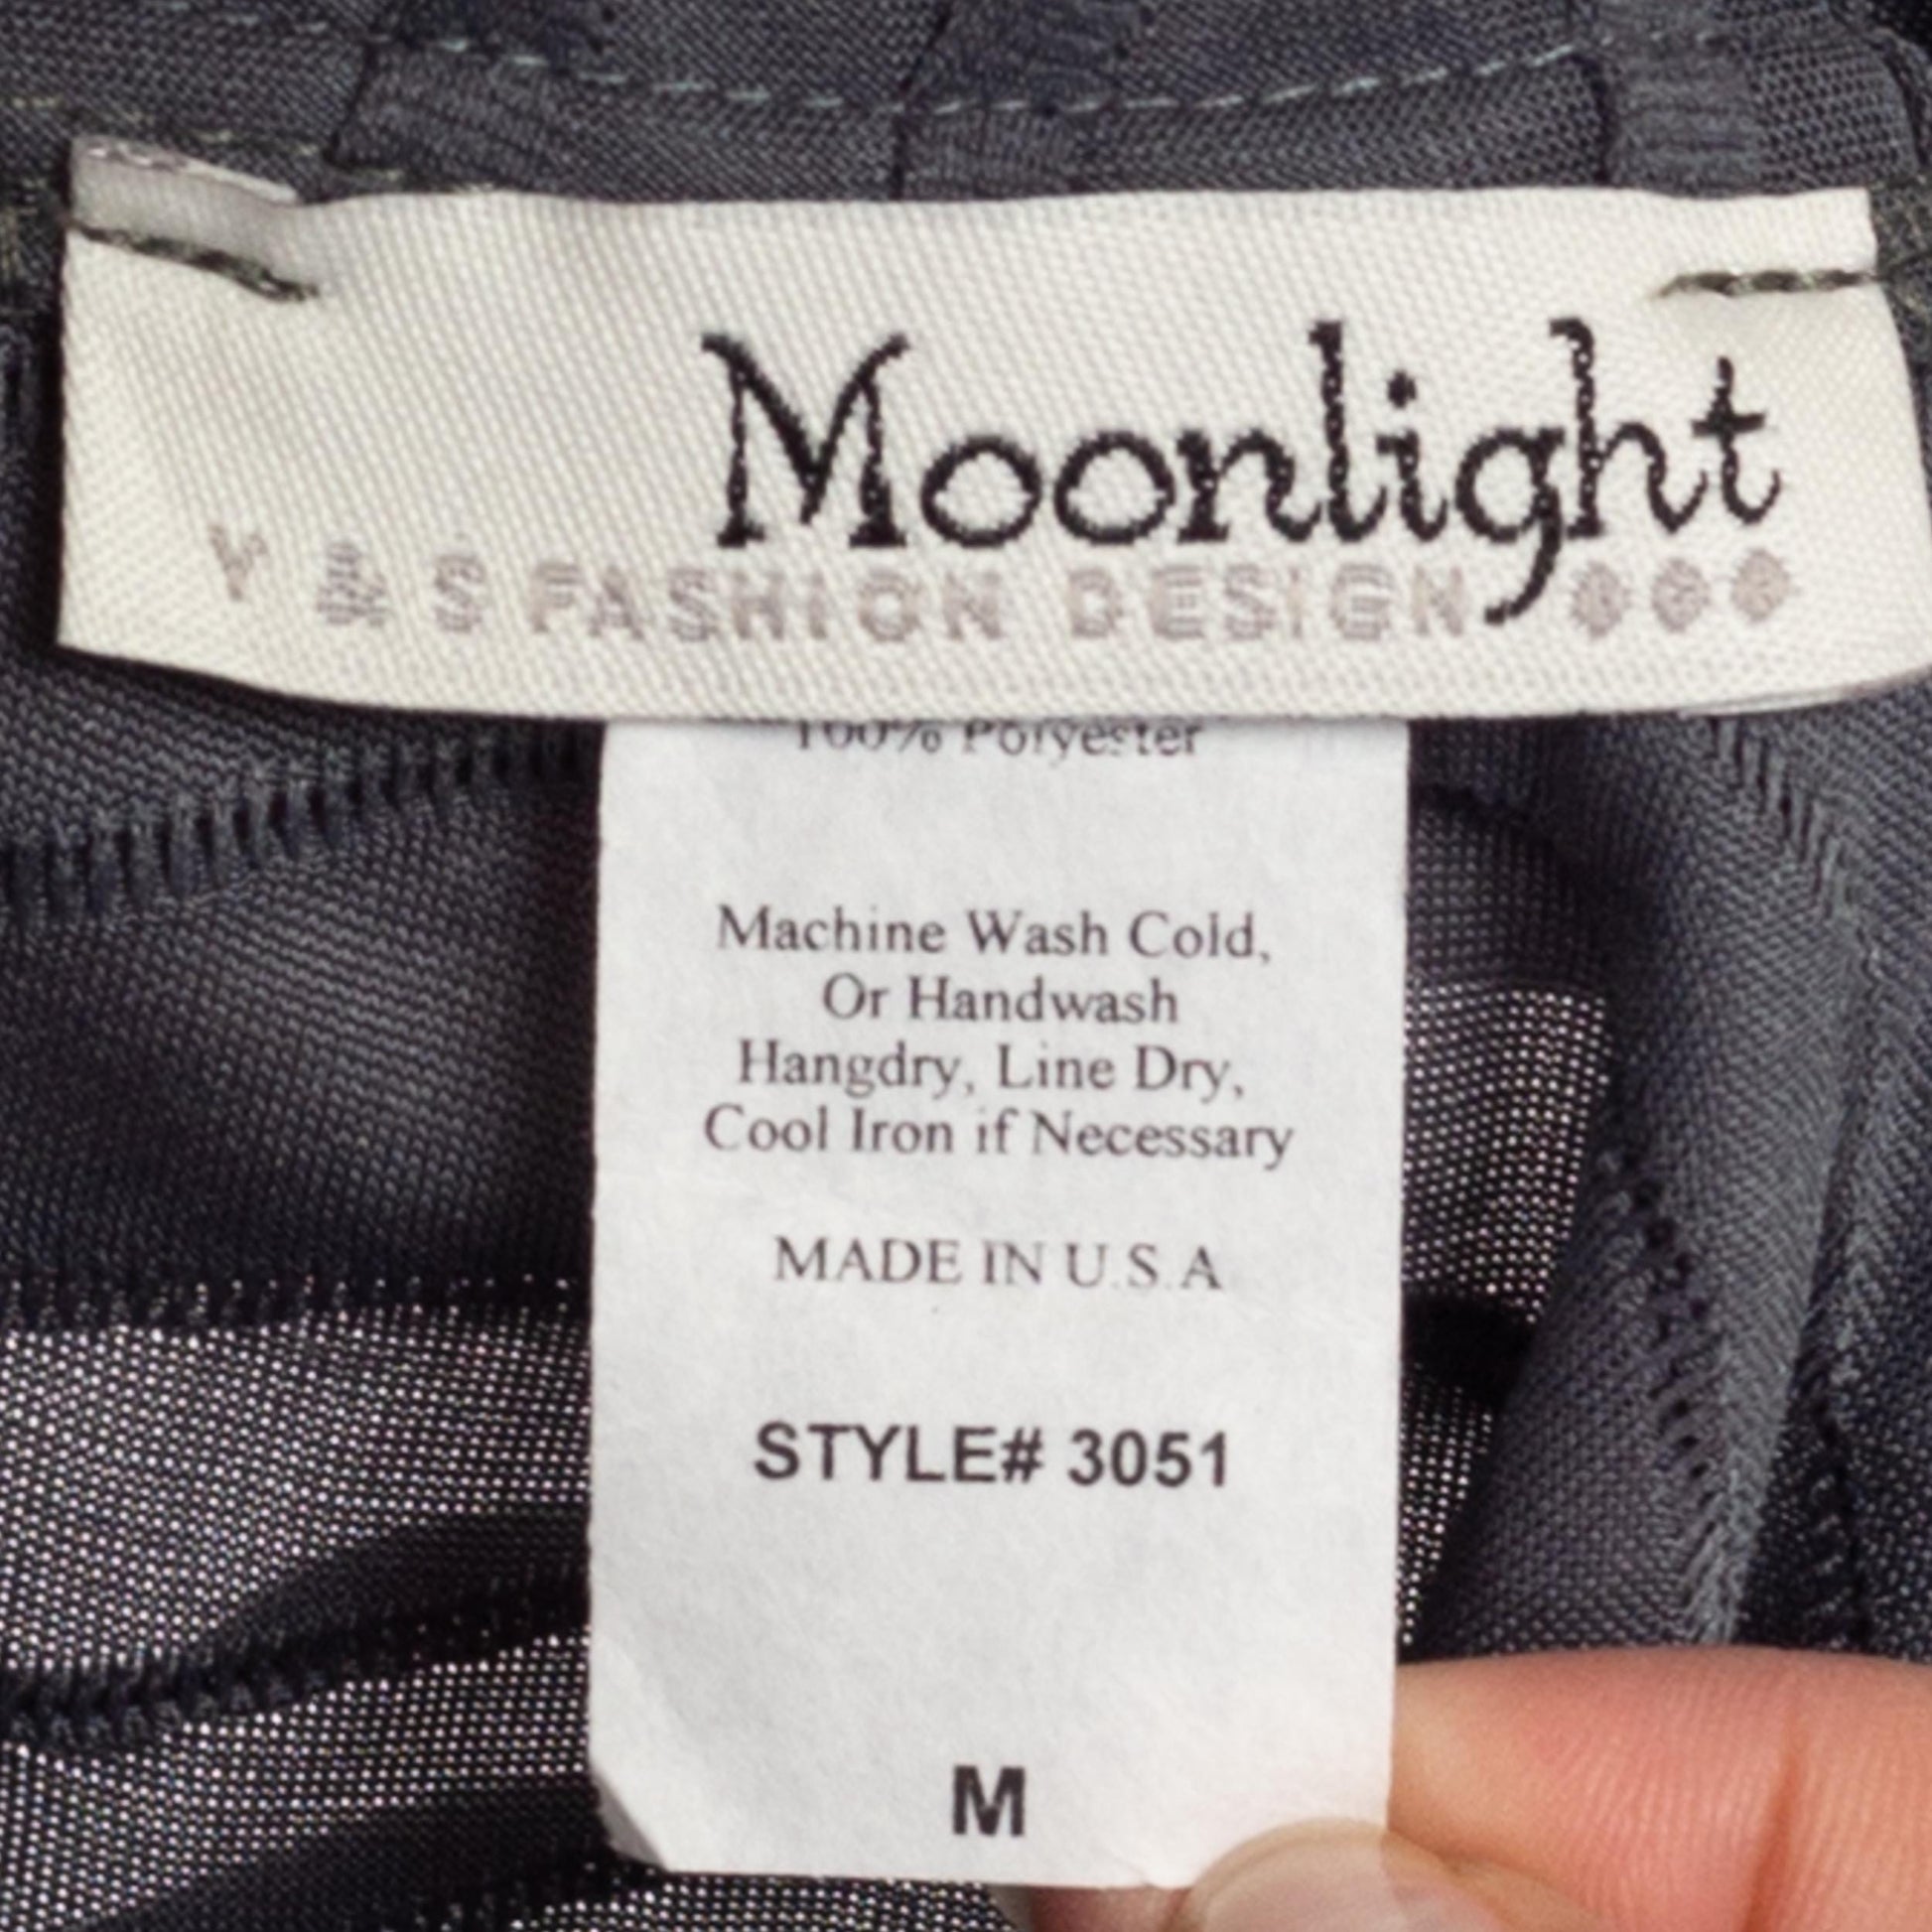 Moonlight
Y & S FASHION DESIGN
100% Polyester
Machine Wash Cold,
Or Handwash
Hangdry, Line Dry,
Cool Iron if Necessary
MADE IN U.S.A
STYLE# 3051
M